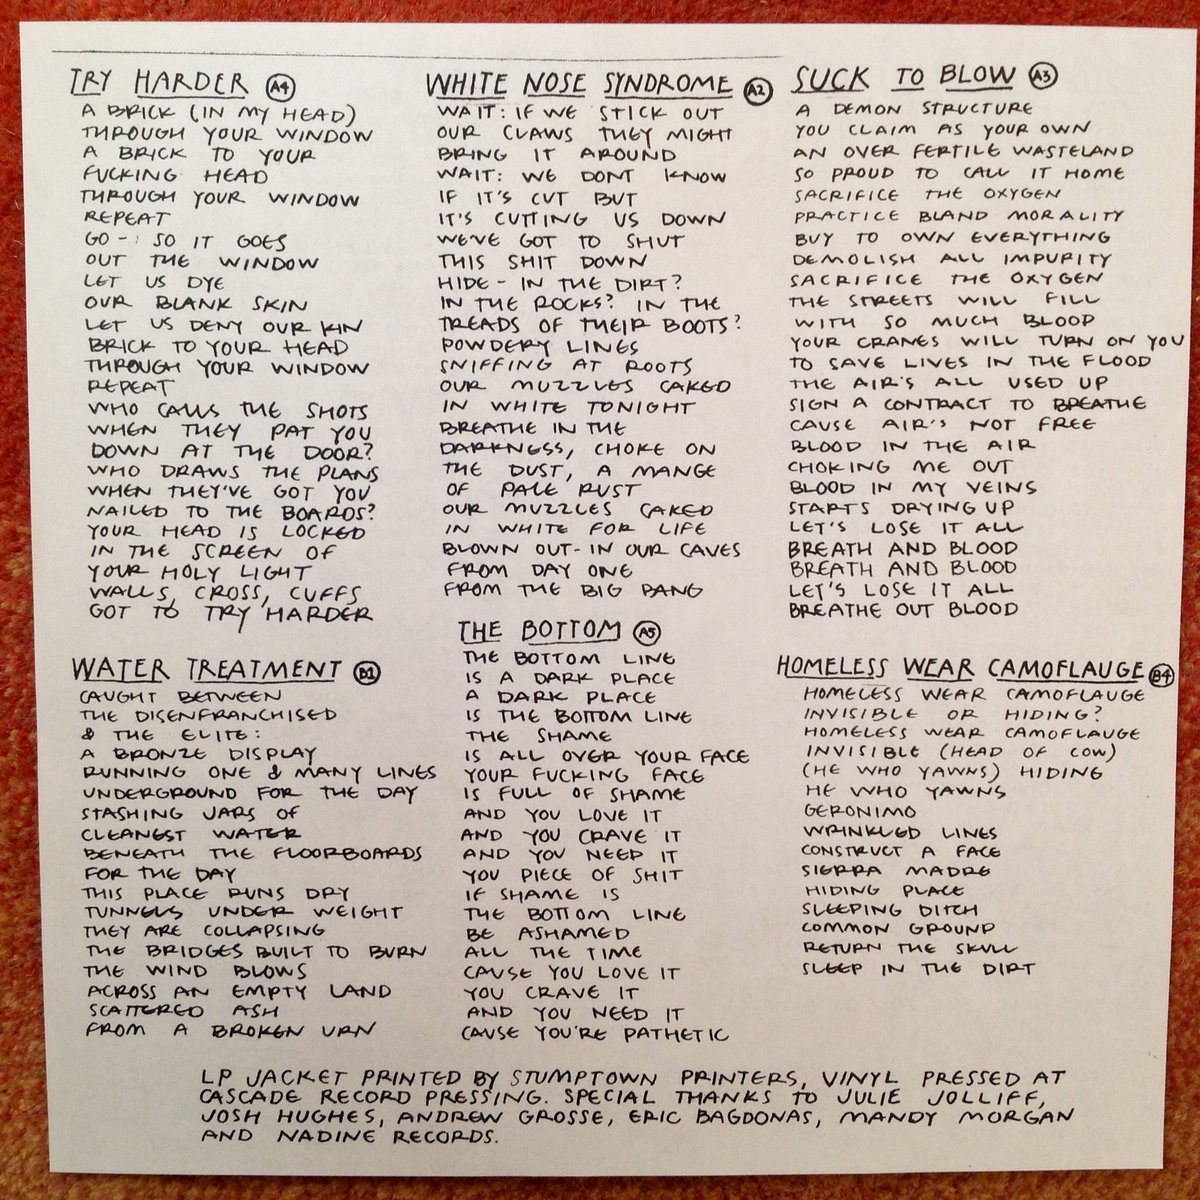 TRY HARDER A4
A BRICK (IN MY HEAD)
THROUGH YOUR WINDOW
A BRICK TO YOUR
FUCKING HEAD
THROUGH YOUR WINDOW
REPEAT
GO - SO IT GOES
OUT THE WINDOW
LET US DYE
OUR BLANK SKIN
LET US DENY OUR KIN
BRICK TO YOUR HEAD
THROUGH YOUR WINDOW
REPEAT
WHO CALLS THE SHOTS
WHEN THEY PAT YOU
DOWN AT THE DOOR?
WHO DRAWS THE PLANS
WHEN THEY'VE GOT YOU
NAILED TO THE BOARDS?
YOUR HEAD IS LOCKED
IN THE SCREEN OF
YOUR HOLY LIGHT
WALLS, CROSS, CUFFS
GOT TO TRY HARDER
WATER TREATMENT B1
CAUGHT BETWEEN
THE DISENFRANCHISED
& THE ELITE:
A BRONZE DISPLAY
RUNNING ONE & MANY LINES
UNDERGROUND FOR THE DAY
STASHING JARS OF
CLEANEST WATER
BENEATH THE FLOORBOARDS
FOR THE DAY
THIS PLACE RUNS DRY
TUNNELS UNDER WEIGHT
THEY ARE COLLAPSING
THE BRIDGES BUILT TO BURN
THE WIND BLOWS
ACROSS AN EMPTY LAND
SCATTERED ASH
FROM A BROKEN URN
WHITE NOSE SYNDROME A2
WAIT: IF WE STICK OUT
OUR CLAWS THEY MIGHT
BRING IT AROUND
WAIT: WE DONT KNOW
IF IT'S CUT BUT
IT'S CUTTING US DOWN
WE'VE GOT TO SHUT
THIS SHIT DOWN
HIDE - IN THE DIRT?
IN THE ROCKS? IN THE
TREADS OF THEIR BOOTS?
POWDERY LINES
SNIFFING AT ROOTS
OUR MUZZLES CAKED
IN WHITE TONIGHT
BREATHE IN THE
DARKNESS, CHOKE ON
THE DUST, A MANGE
OF PALE RUST
OUR MUZZLES CAKED
IN WHITE FOR LIFE
BLOWN OUT - IN OUR CAVES
FROM DAY ONE
FROM THE BIG BANG
THE BOTTOM A5
THE BOTTOM LINE
IS A DARK PLACE
A DARK PLACE
IS THE BOTTOM LINE
THE SHAME
IS ALL OVER YOUR FACE
YOUR FUCKING FACE
IS FULL OF SHAME
AND YOU LOVE IT
AND YOU CRAVE IT
AND YOU NEED IT
YOU PIECE OF SHIT
IF SHAME IS
THE BOTTOM LINE
BE ASHAMED
ALL THE TIME
CAUSE YOU LOVE IT
YOU CRAVE IT
AND YOU NEED IT
CAUSE YOU'RE PATHETIC
SUCK TO BLOW A3
A DEMON STRUCTURE
YOU CLAIM AS YOUR OWN
AN OVER FERTILE WASTELAND
SO PROUD TO CALL IT HOME
SACRIFICE THE OXYGEN
PRACTICE BLAND MORALITY
BUY TO OWN EVERYTHING
DEMOLISH ALL IMPURITY
SACRIFICE THE OXYGEN
THE STREETS WILL FILL
WITH SO MUCH BLOOD
YOUR CRANES WILL TURN ON YOU
TO SAVE LIVES IN THE FLOOD
THE AIR'S ALL USED UP
SIGN A CONTRACT TO BREATHE
CAUSE AIR'S NOT FREE
BLOOD IN THE AIR
CHOKING ME OUT
BLOOD IN MY VEINS
STARTS DRYING UP
LET'S LOSE IT ALL
BREATH AND BLOOD
BREATH AND BLOOD
LET'S LOSE IT ALL
BREATHE OUT BLOOD
HOMELESS WEAR CAMOFLAUGE B4
HOMELESS WEAR CAMOFLAUGE
INVISIBLE OR HIDING?
HOMELESS WEAR CAMOFLAUGE
INVISIBLE (HEAD OF COW)
(HE WHO YAWNS) HIDING
HE WHO YAWNS
GERONIMO
WRINKLED LINES
CONSTRUCT A FACE
SIERRA MADRE
HIDING PLACE
SLEEPING DITCH
COMMON GROUND
RETURN THE SKULL
SLEEP IN THE DIRT
LP JACKET PRINTED BY STUMPTOWN PRINTERS, VINYL PRESSED AT
CASCADE RECORD PRESSING. SPECIAL THANKS TO JULIE JOLLIFF,
JOSH HUGHES, ANDREW GROSSE, ERIC BAGDONAS, MANDY MORGAN
AND NADINE RECORDS.